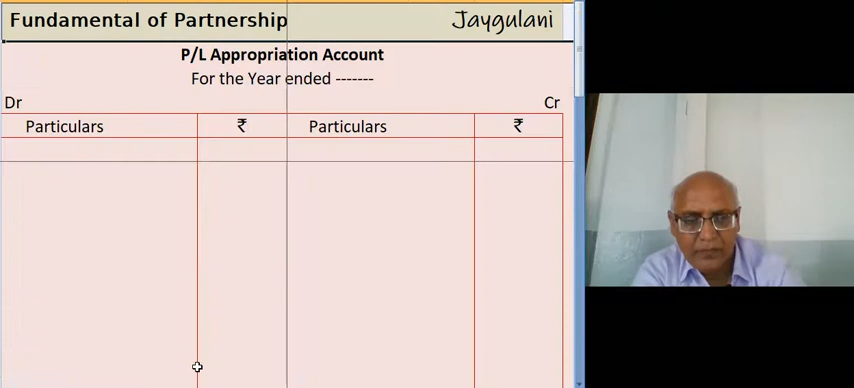 Fundamental of Partnership Jaygulani
P/L Appropriation Account
For the Year ended -------
Dr Cr
Particulars ₹ Particulars ₹